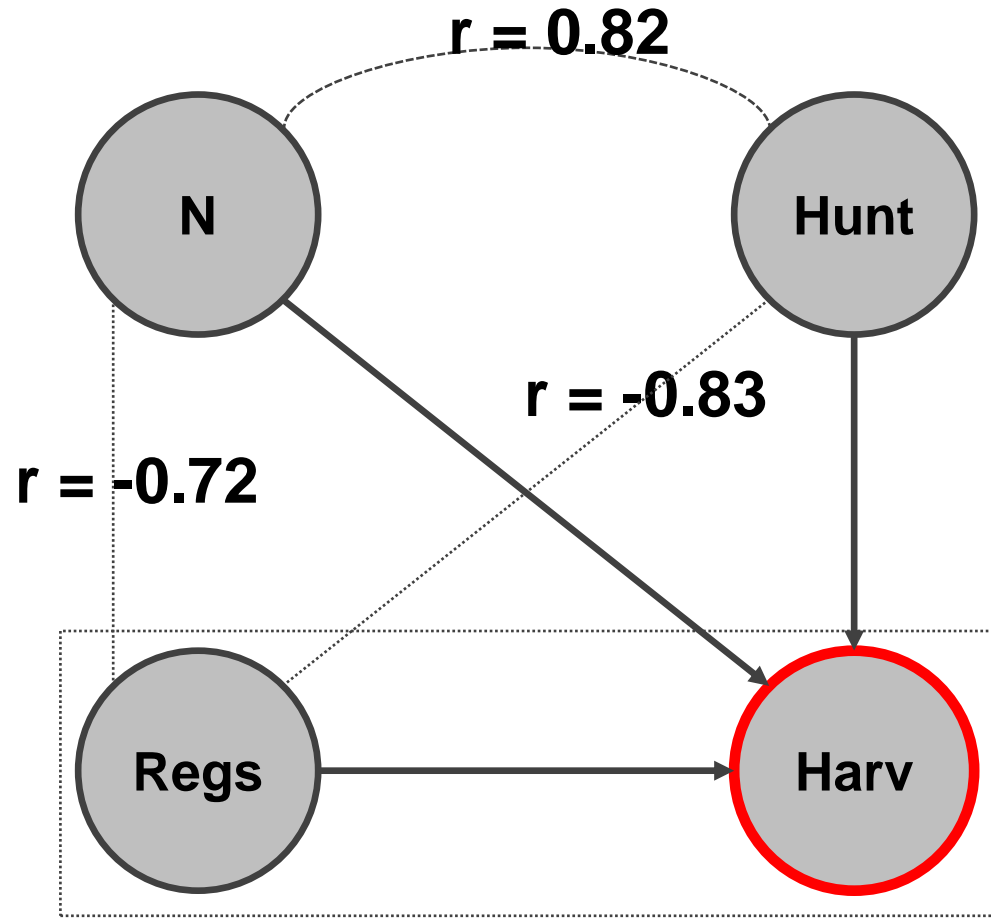 r = 0.82
N
Hunt
r = -0.83
r = -0.72
Regs
Harv